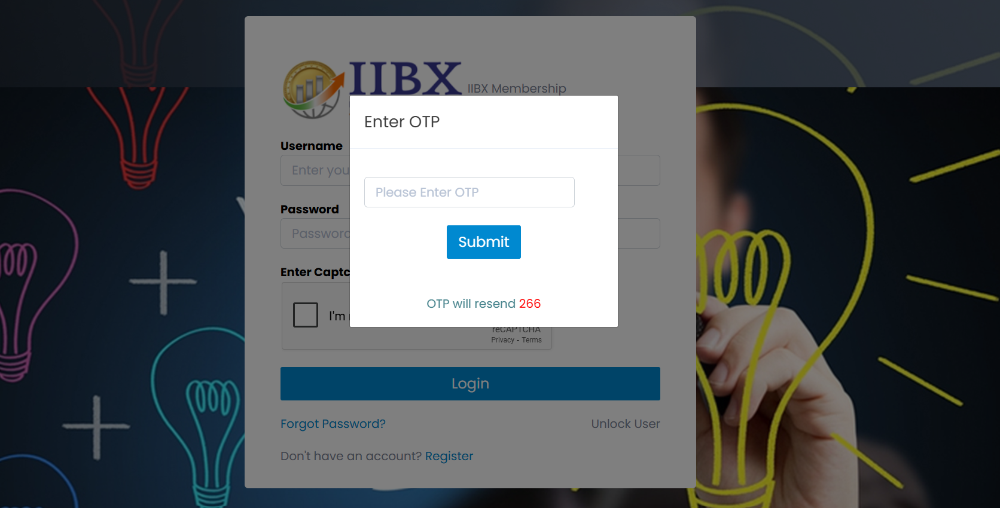 IIBX
IIBX Membership
Enter OTP
Username
Enter you
Please Enter OTP
Password
Password
Submit
Enter Captc
I'm
OTP will resend 266
reCAPTCHA
Privacy - Terms
Login
Forgot Password?
Unlock User
Don't have an account? Register